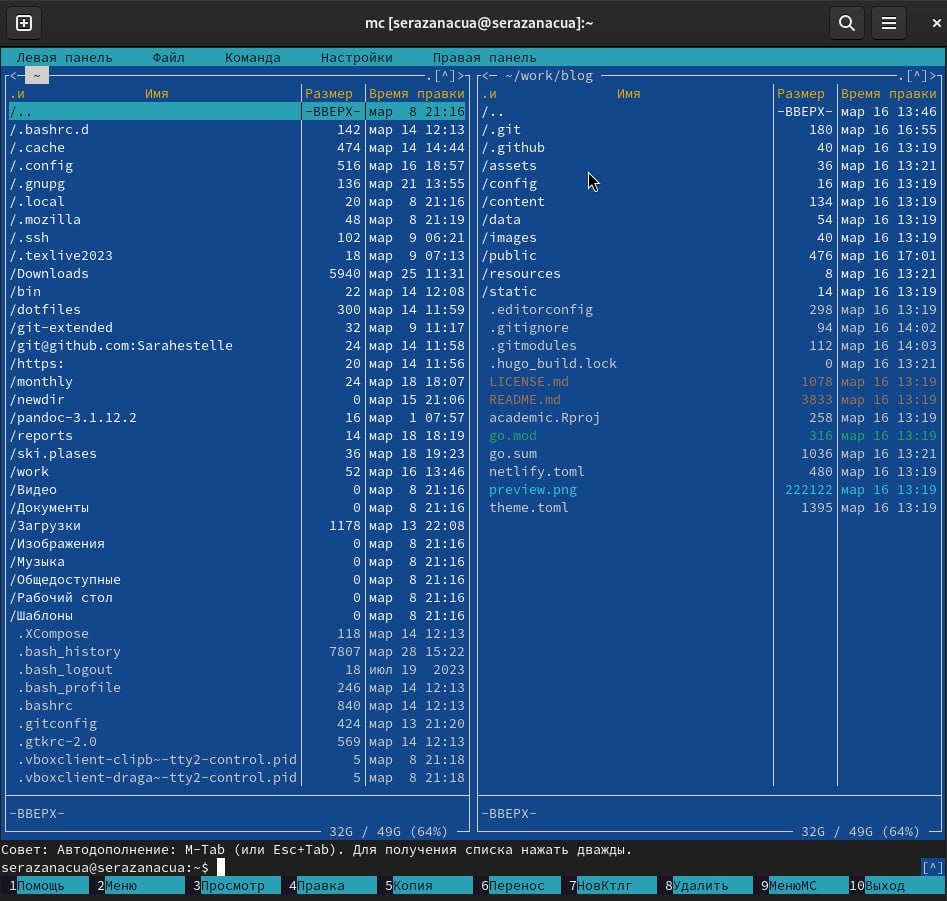 mc [serazanacua@serazanacua]:~
Левая панель Файл Команда Настройки Правая панель
<─ ~ .[^]>
.и Имя Размер Время правки
/.. -ВВЕРХ- мар 8 21:16
/.bashrc.d 142 мар 14 12:13
/.cache 474 мар 14 14:44
/.config 516 мар 16 18:57
/.gnupg 136 мар 21 13:55
/.local 20 мар 8 21:16
/.mozilla 48 мар 8 21:19
/.ssh 102 мар 9 06:21
/.texlive2023 18 мар 9 07:13
/Downloads 5940 мар 25 11:31
/bin 22 мар 14 12:08
/dotfiles 300 мар 14 11:59
/git-extended 32 мар 9 11:17
/git@github.com:Sarahestelle 24 мар 14 11:58
/https: 20 мар 14 11:56
/monthly 24 мар 18 18:07
/newdir 0 мар 15 21:06
/pandoc-3.1.12.2 16 мар 1 07:57
/reports 14 мар 18 18:19
/ski.plases 36 мар 18 19:23
/work 52 мар 16 13:46
/Видео 0 мар 8 21:16
/Документы 0 мар 8 21:16
/Загрузки 1178 мар 13 22:08
/Изображения 0 мар 8 21:16
/Музыка 0 мар 8 21:16
/Общедоступные 0 мар 8 21:16
/Рабочий стол 0 мар 8 21:16
/Шаблоны 0 мар 8 21:16
.XCompose 118 мар 14 12:13
.bash_history 7807 мар 28 15:22
.bash_logout 18 июл 19 2023
.bash_profile 246 мар 14 12:13
.bashrc 840 мар 14 12:13
.gitconfig 424 мар 13 21:20
.gtkrc-2.0 569 мар 14 12:13
.vboxclient-clipb~-tty2-control.pid 5 мар 8 21:18
.vboxclient-draga~-tty2-control.pid 5 мар 8 21:18
-ВВЕРХ-
32G / 49G (64%)
<─ ~/work/blog .[^]>
.и Имя Размер Время правки
/.. -ВВЕРХ- мар 16 13:46
/.git 180 мар 16 16:55
/.github 40 мар 16 13:19
/assets 36 мар 16 13:21
/config 16 мар 16 13:19
/content 134 мар 16 13:19
/data 54 мар 16 13:19
/images 40 мар 16 13:19
/public 476 мар 16 17:01
/resources 8 мар 16 13:21
/static 14 мар 16 13:19
.editorconfig 298 мар 16 13:19
.gitignore 94 мар 16 14:02
.gitmodules 112 мар 16 14:03
.hugo_build.lock 0 мар 16 13:21
LICENSE.md 1078 мар 16 13:19
README.md 3833 мар 16 13:19
academic.Rproj 258 мар 16 13:19
go.mod 316 мар 16 13:19
go.sum 1036 мар 16 13:21
netlify.toml 480 мар 16 13:19
preview.png 222122 мар 16 13:19
theme.toml 1395 мар 16 13:19
-ВВЕРХ-
32G / 49G (64%)
Совет: Автодополнение: M-Tab (или Esc+Tab). Для получения списка нажать дважды.
serazanacua@serazanacua:~$ [^]
1Помощь 2Меню 3Просмотр 4Правка 5Копия 6Перенос 7НовКтлг 8Удалить 9МенюМС 10Выход